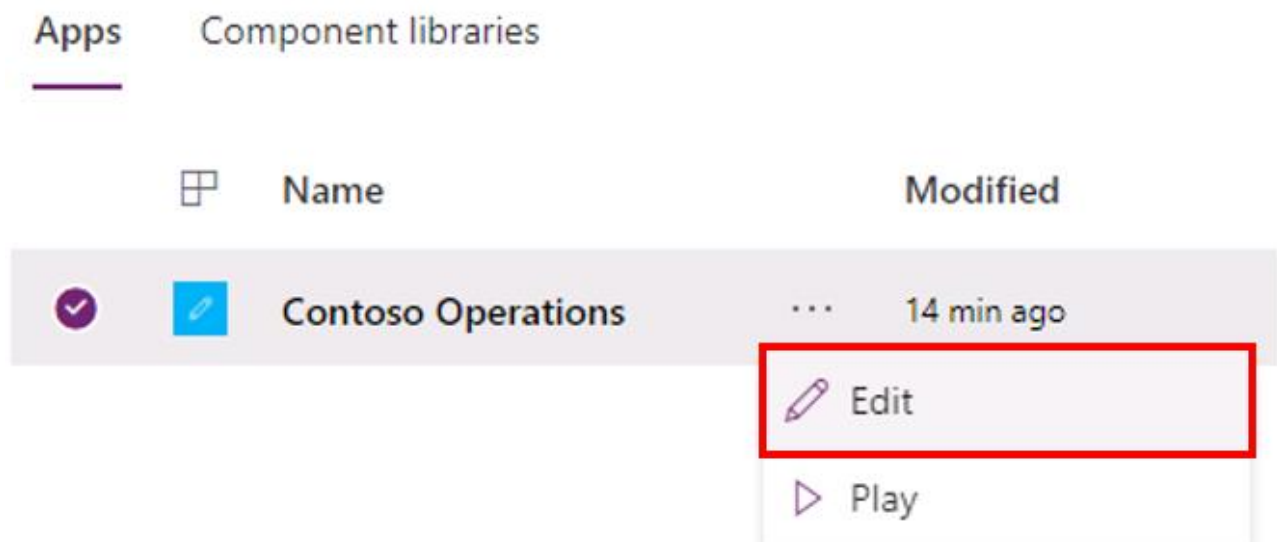 Apps Component libraries
Name Modified
Contoso Operations ... 14 min ago
Edit
Play